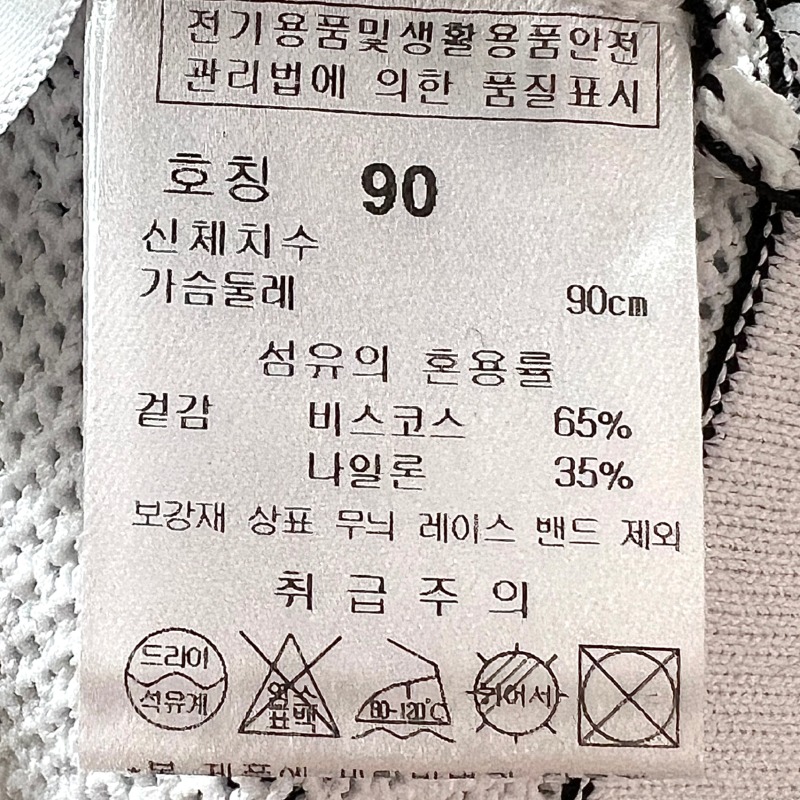 전기용품및생활용품안전
관리법에 의한 품질표시
호칭 90
신체치수
가슴둘레 90cm
섬유의 혼용률
겉감 비스코스 65%
나일론 35%
보강재 상표 무늬 레이스 밴드 제외
취급주의
드라이
석유계
염소
표백
80-120℃
뉘어서